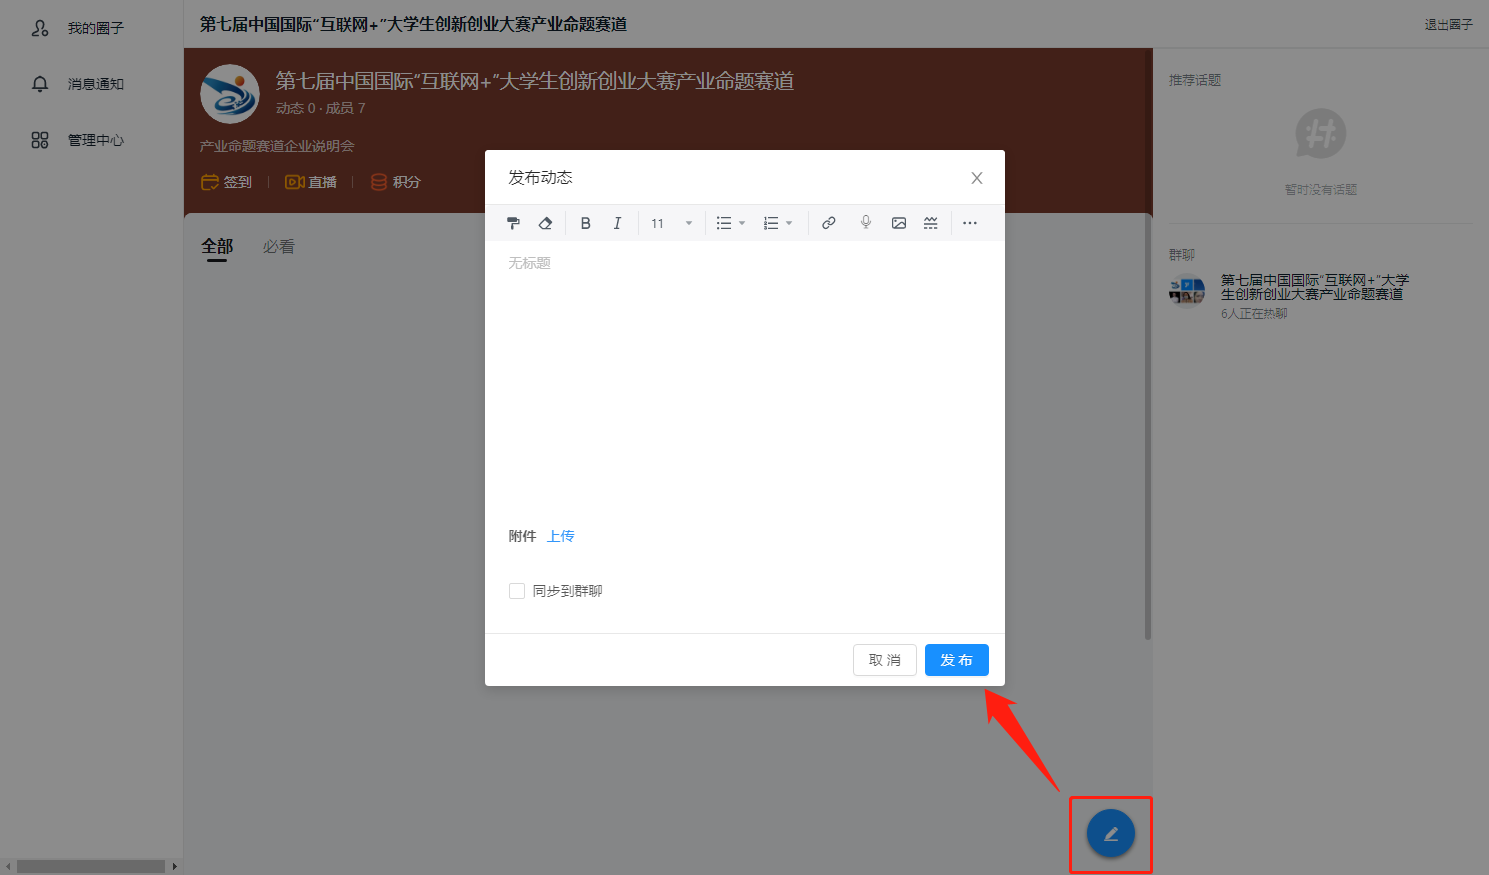 我的圈子
消息通知
管理中心
第七届中国国际“互联网+”大学生创新创业大赛产业命题赛道
退出圈子
第七届中国国际“互联网+”大学生创新创业大赛产业命题赛道
动态 0 · 成员 7
产业命题赛道企业说明会
签到
直播
积分
全部
必看
发布动态
B
I
11
无标题
附件
上传
同步到群聊
取 消
发 布
推荐话题
暂时没有话题
群聊
第七届中国国际“互联网+”大学
生创新创业大赛产业命题赛道
6人正在热聊